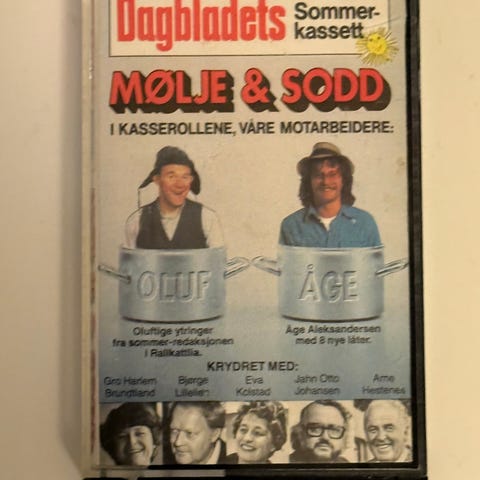 Dagbladets
Sommer-
kassett
MØLJE & SODD
I KASSEROLLENE, VÅRE MOTARBEIDERE:
OLUF
ÅGE
Oluftige ytringer
fra sommer-redaksjonen
i Rallkattlia.
Åge Aleksandersen
med 8 nye låter.
KRYDRET MED:
Gro Harlem
Brundtland
Bjørge
Lillelien
Eva
Kolstad
Jahn Otto
Johansen
Arne
Hestenes